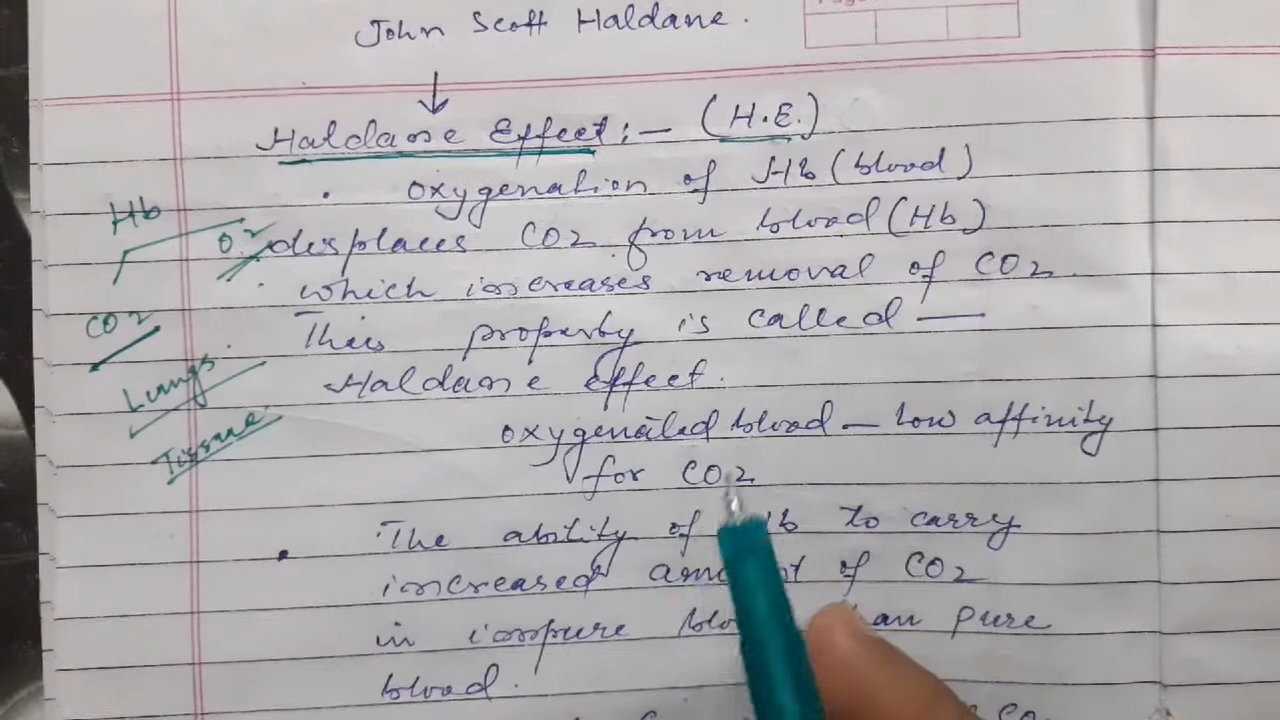 John Scott Haldane.
Haldane Effect :- (H.E.)
• Oxygenation of Hb (blood)
displaces CO2 from blood (Hb)
which increases removal of CO2.
This property is called —
Haldane effect.
oxygenated blood - low affinity
for CO2
• The ability of to carry
increased of CO2
in impure pure
blood.
Hb
O2
CO2
Lungs
Tissue